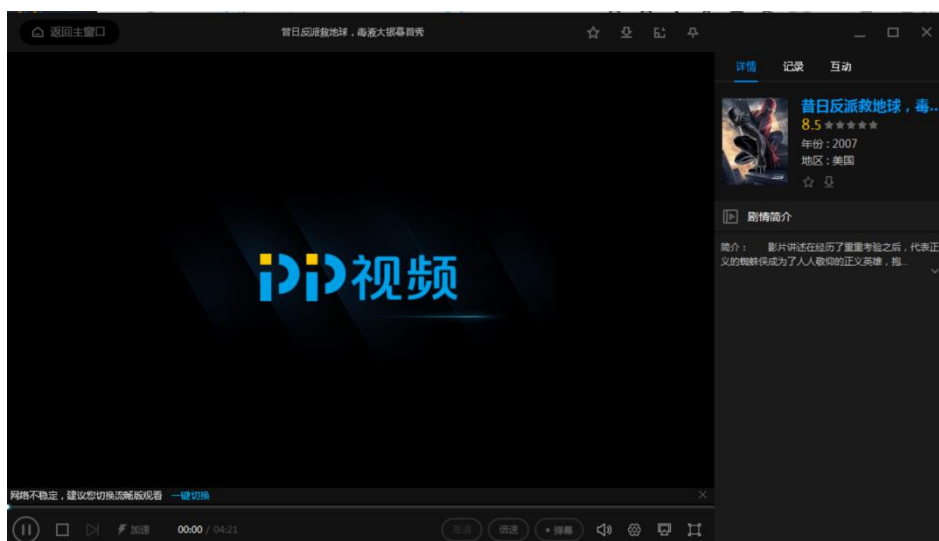 返回主窗口
昔日反派救地球，毒液大银幕首秀
详情 记录 互动
昔日反派救地球，毒...
8.5
年份：2007
地区：美国
剧情简介
简介： 影片讲述在经历了重重考验之后，代表正
义的蜘蛛侠成为了人人敬仰的正义英雄，抱...
PP视频
网络不稳定，建议您切换流畅版观看 一键切换
加速 00:00 / 04:21
倍速 弹幕